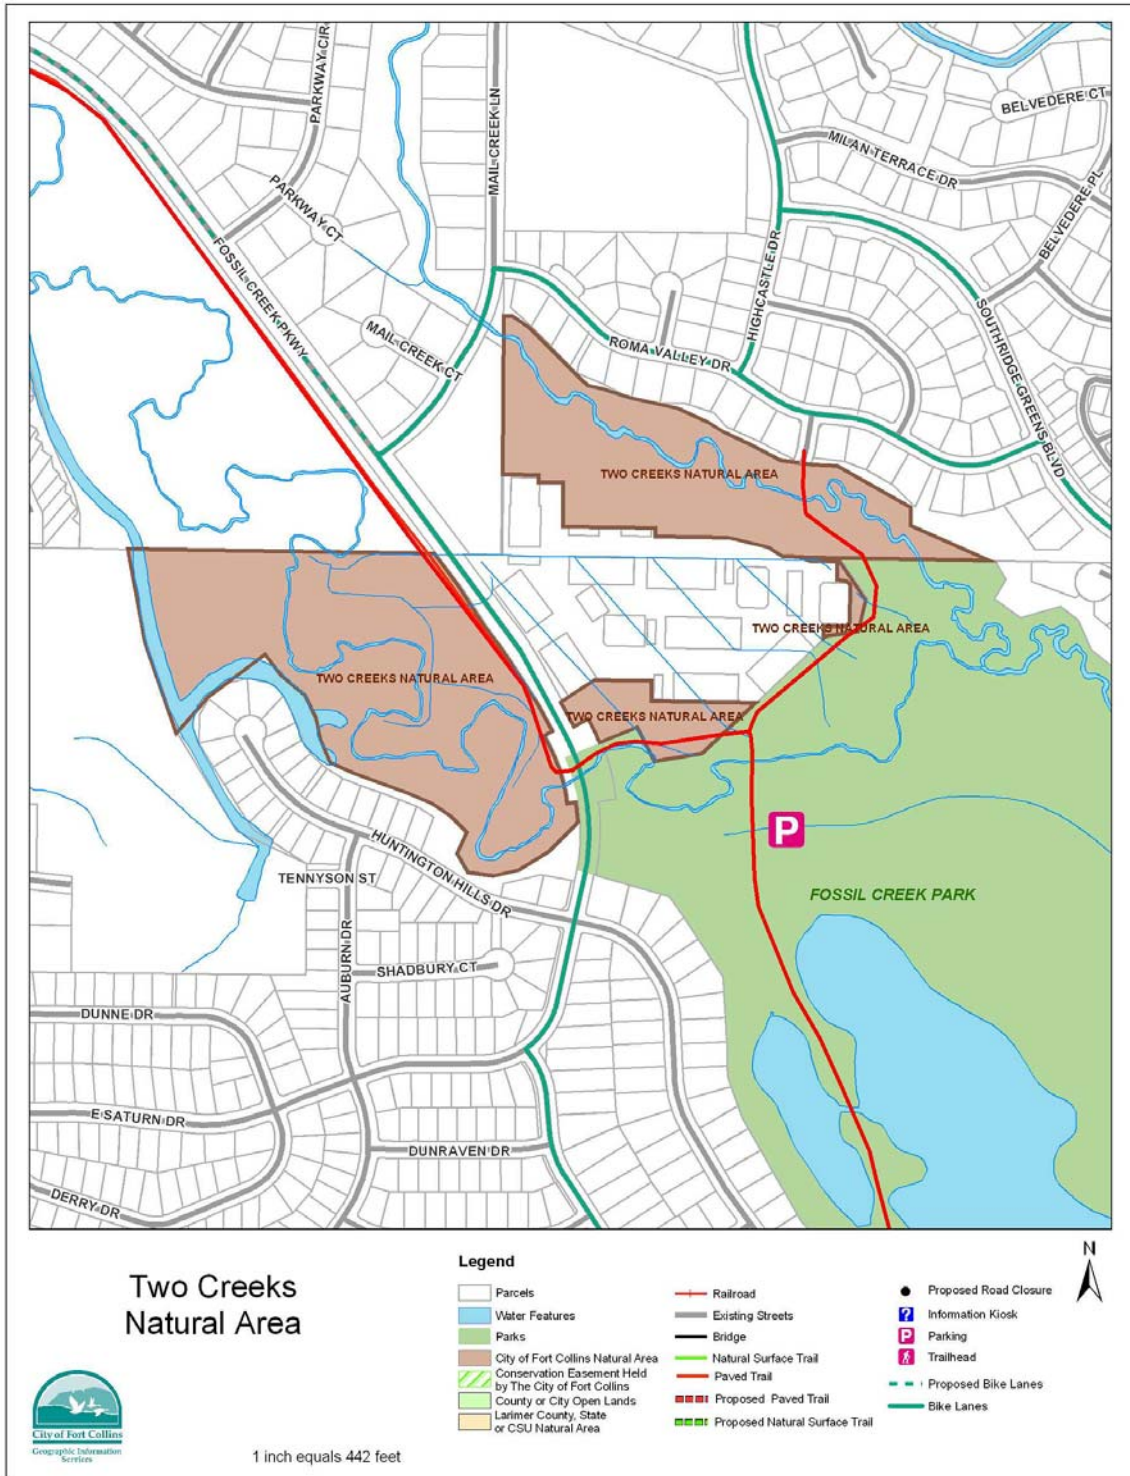 PARKWAY CIR
MAIL CREEK LN
BELVEDERE CT
MILAN TERRACE DR
BELVEDERE PL
PARKWAY CT
FOSSIL CREEK PKWY
HIGHCASTLE DR
SOUTHRIDGE GREENS BLVD
MAIL CREEK CT
ROMA VALLEY DR
TWO CREEKS NATURAL AREA
TWO CREEKS NATURAL AREA
TWO CREEKS NATURAL AREA
TWO CREEKS NATURAL AREA
P
HUNTINGTON HILLS DR
TENNYSON ST
FOSSIL CREEK PARK
AUBURN DR
SHADBURY CT
DUNNE DR
E SATURN DR
DUNRAVEN DR
DERRY DR
Two Creeks
Natural Area
City of Fort Collins
Geographic Information
Services
1 inch equals 442 feet
Legend
Parcels
Water Features
Parks
City of Fort Collins Natural Area
Conservation Easement Held
by The City of Fort Collins
County or City Open Lands
Larimer County, State
or CSU Natural Area
Railroad
Existing Streets
Bridge
Natural Surface Trail
Paved Trail
Proposed Paved Trail
Proposed Natural Surface Trail
N
Proposed Road Closure
? Information Kiosk
P Parking
Trailhead
Proposed Bike Lanes
Bike Lanes